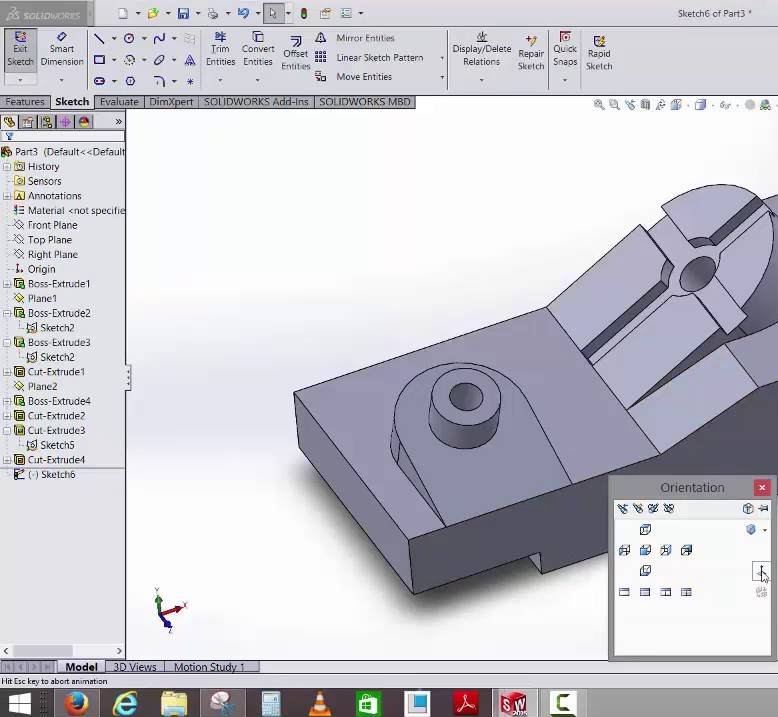 SOLIDWORKS
Sketch6 of Part3 *
Exit Sketch
Smart Dimension
Trim Entities
Convert Entities
Offset Entities
Mirror Entities
Linear Sketch Pattern
Move Entities
Display/Delete Relations
Repair Sketch
Quick Snaps
Rapid Sketch
Features Sketch Evaluate DimXpert SOLIDWORKS Add-Ins SOLIDWORKS MBD
Part3 (Default<<Default
History
Sensors
Annotations
Material <not specifie
Front Plane
Top Plane
Right Plane
Origin
Boss-Extrude1
Plane1
Boss-Extrude2
Sketch2
Boss-Extrude3
Sketch2
Cut-Extrude1
Plane2
Boss-Extrude4
Cut-Extrude2
Cut-Extrude3
Sketch5
Cut-Extrude4
(-) Sketch6
Orientation
Y
X
Z
Model 3D Views Motion Study 1
Hit Esc key to abort animation
SW
2015
C